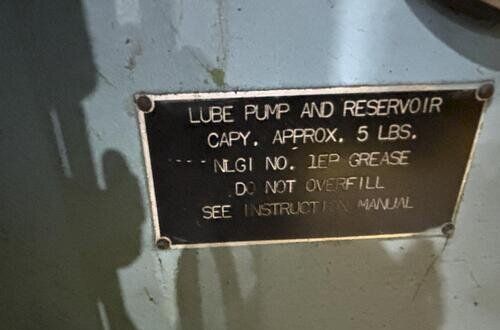 LUBE PUMP AND RESERVOIR
CAPY. APPROX. 5 LBS.
---- NLGI NO. 1EP GREASE
DO NOT OVERFILL
SEE INSTRUCTION MANUAL